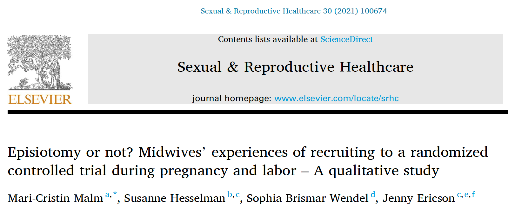 Sexual & Reproductive Healthcare 30 (2021) 100674
Contents lists available at ScienceDirect
Sexual & Reproductive Healthcare
ELSEVIER
journal homepage: www.elsevier.com/locate/srhc
Episiotomy or not? Midwives’ experiences of recruiting to a randomized
controlled trial during pregnancy and labor – A qualitative study
Mari-Cristin Malm a,*, Susanne Hesselman b,c, Sophia Brismar Wendel d, Jenny Ericson c,e,f